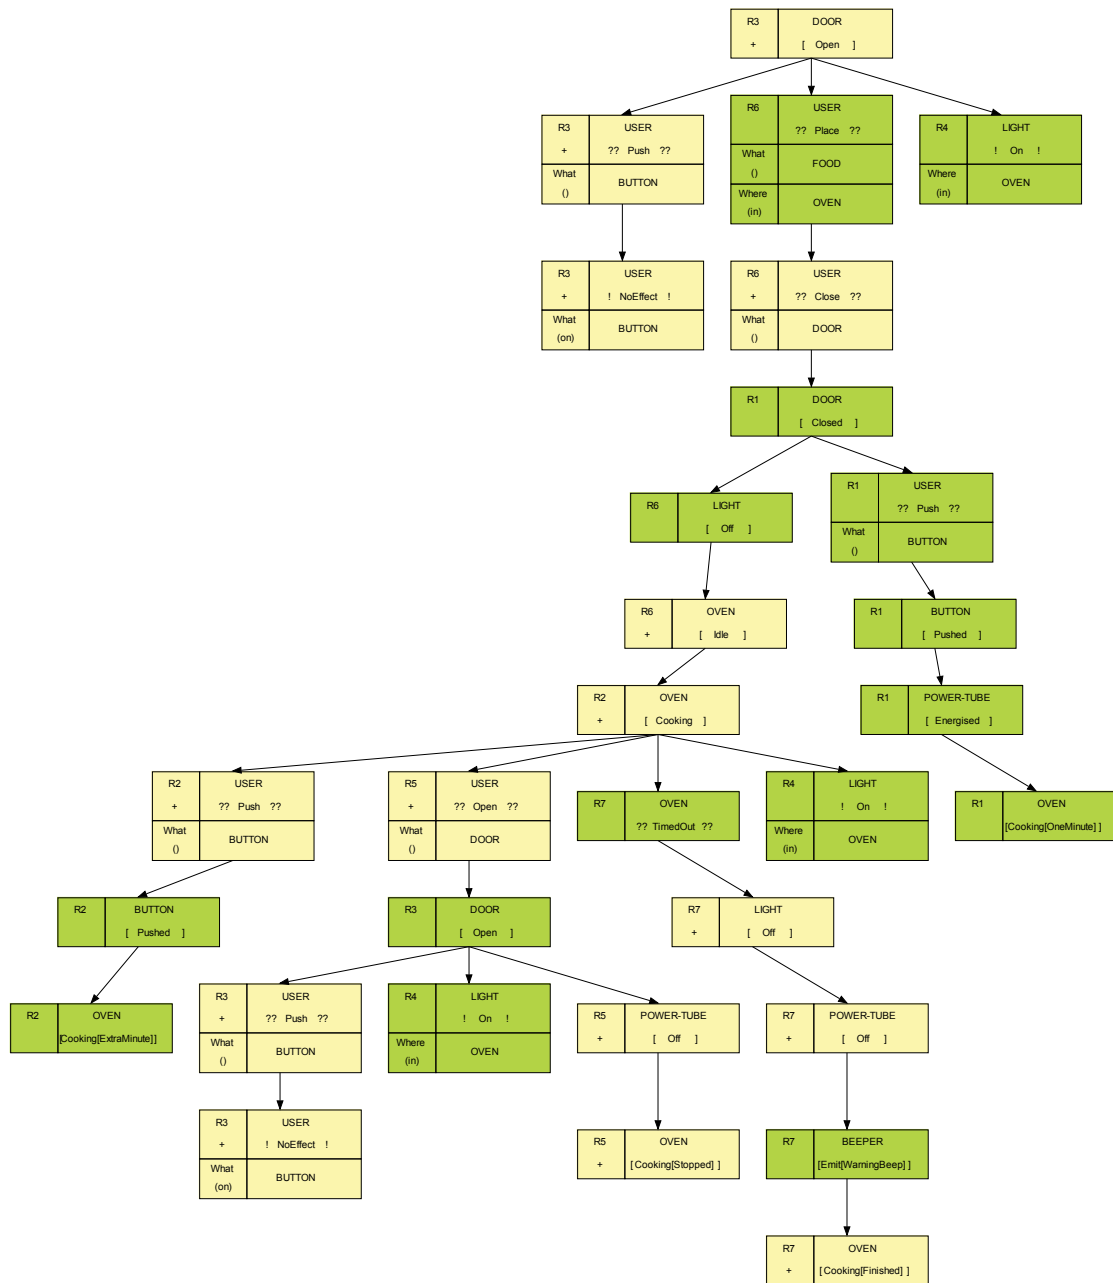 R3 DOOR
+ [ Open ]
R3 USER
+ ?? Push ??
What () BUTTON
R6 USER
?? Place ??
What () FOOD
Where (in) OVEN
R4 LIGHT
! On !
Where (in) OVEN
R3 USER
+ ! NoEffect !
What (on) BUTTON
R6 USER
+ ?? Close ??
What () DOOR
R1 DOOR
[ Closed ]
R6 LIGHT
[ Off ]
R1 USER
?? Push ??
What () BUTTON
R6 OVEN
+ [ Idle ]
R1 BUTTON
[ Pushed ]
R2 OVEN
+ [ Cooking ]
R1 POWER-TUBE
[ Energised ]
R2 USER
+ ?? Push ??
What () BUTTON
R5 USER
+ ?? Open ??
What () DOOR
R7 OVEN
?? TimedOut ??
R4 LIGHT
! On !
Where (in) OVEN
R1 OVEN
[Cooking[OneMinute] ]
R2 BUTTON
[ Pushed ]
R3 DOOR
[ Open ]
R7 LIGHT
+ [ Off ]
R2 OVEN
[Cooking[ExtraMinute] ]
R3 USER
+ ?? Push ??
What () BUTTON
R4 LIGHT
! On !
Where (in) OVEN
R5 POWER-TUBE
+ [ Off ]
R7 POWER-TUBE
+ [ Off ]
R3 USER
+ ! NoEffect !
What (on) BUTTON
R5 OVEN
+ [Cooking[Stopped] ]
R7 BEEPER
[Emit[WarningBeep] ]
R7 OVEN
+ [Cooking[Finished] ]